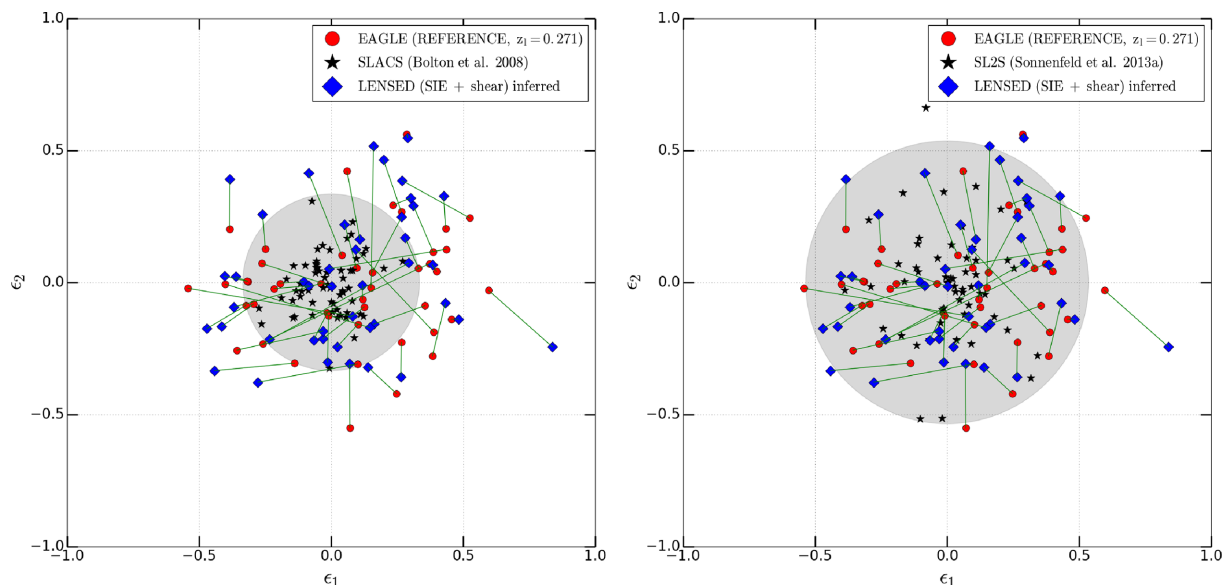 1.0
EAGLE (REFERENCE, z₁=0.271)
SLACS (Bolton et al. 2008)
LENSED (SIE + shear) inferred
0.5
0.0
−0.5
−1.0
ϵ₂
−1.0
−0.5
0.0
0.5
1.0
ϵ₁
1.0
EAGLE (REFERENCE, z₁=0.271)
SL2S (Sonnenfeld et al. 2013a)
LENSED (SIE + shear) inferred
0.5
0.0
−0.5
−1.0
ϵ₂
−1.0
−0.5
0.0
0.5
1.0
ϵ₁